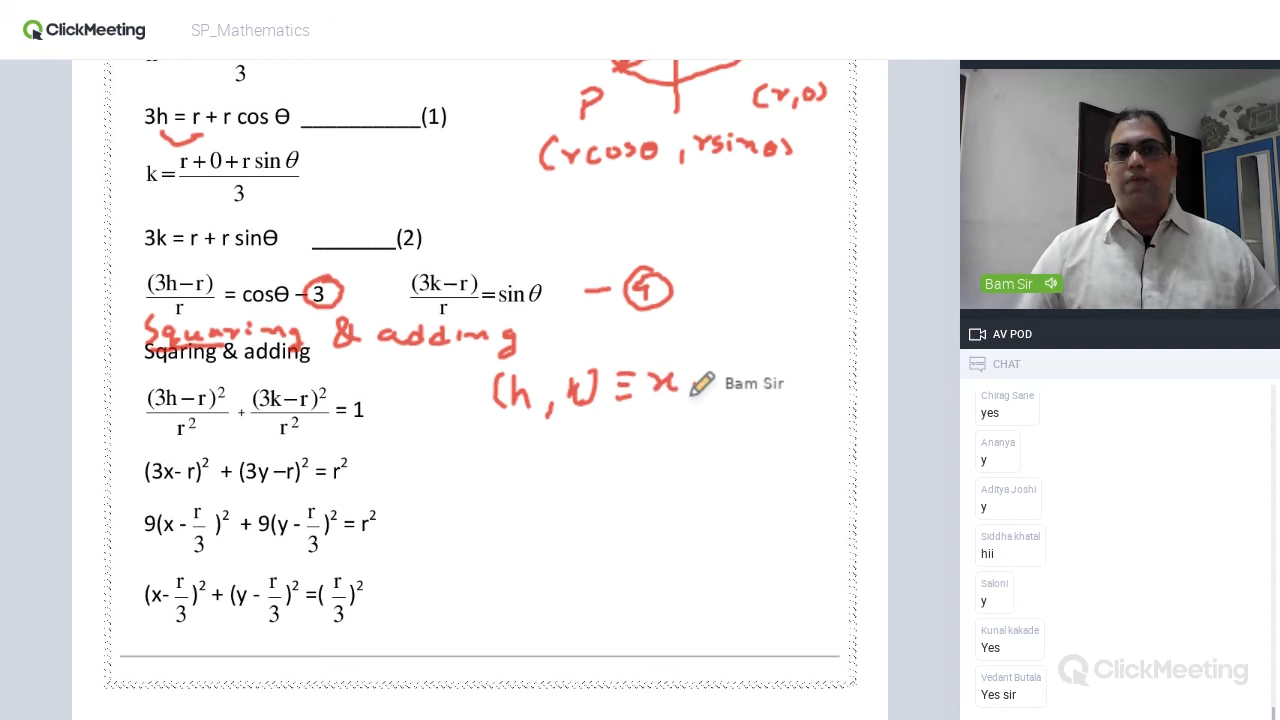 ClickMeeting SP_Mathematics
3
3h = r + r cos Θ __________(1)
P (r,0)
(r cosθ , r sinθ)
k = (r + 0 + r sin θ)/3
3k = r + r sinΘ _______(2)
(3h−r)/r = cosΘ − 3 (3k−r)/r = sin θ — 4
Squaring & adding
Sqaring & adding
(h, k) ≡ x Bam Sir
(3h−r)²/r² + (3k−r)²/r² = 1
(3x- r)² + (3y –r)² = r²
9(x - r/3 )² + 9(y - r/3 )² = r²
(x- r/3 )² + (y - r/3 )² =( r/3 )²
Bam Sir
AV POD
CHAT
Chirag Sane
yes
Ananya
y
Aditya Joshi
y
Siddha khatal
hii
Saloni
y
Kunal kakade
Yes
Vedant Butala
Yes sir
ClickMeeting